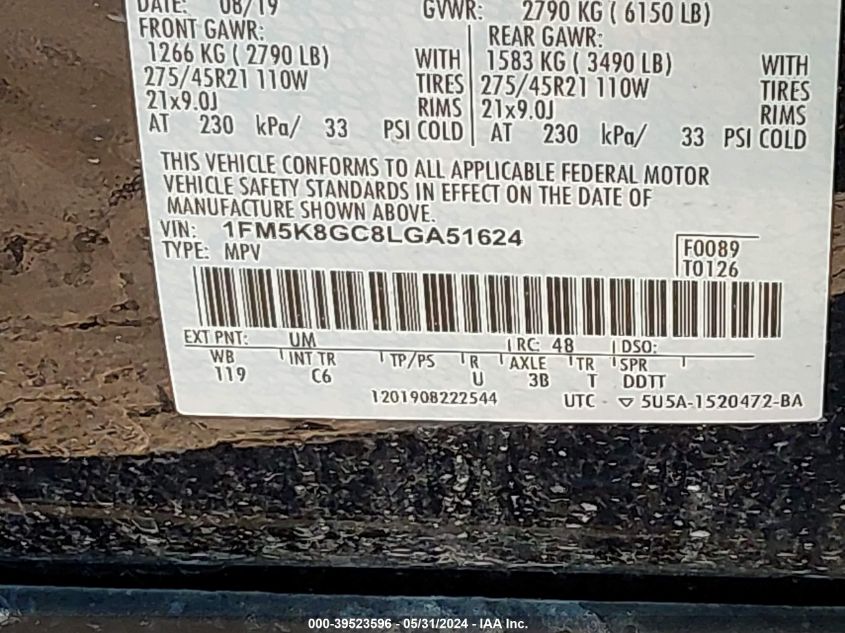 DATE: 08/19 GVWR: 2790 KG ( 6150 LB)
FRONT GAWR: REAR GAWR:
1266 KG ( 2790 LB) WITH 1583 KG ( 3490 LB) WITH
275/45R21 110W TIRES 275/45R21 110W TIRES
21x9.0J RIMS 21x9.0J RIMS
AT 230 kPa/ 33 PSI COLD AT 230 kPa/ 33 PSI COLD
THIS VEHICLE CONFORMS TO ALL APPLICABLE FEDERAL MOTOR
VEHICLE SAFETY STANDARDS IN EFFECT ON THE DATE OF
MANUFACTURE SHOWN ABOVE.
VIN: 1FM5K8GC8LGA51624
TYPE: MPV F0089
T0126
EXT PNT: UM RC: 48 DSO:
WB INT TR TP/PS R AXLE TR SPR
119 C6 U 3B T DDTT
1201908222544 UTC ▽ 5U5A-1520472-BA
000-39523596 - 05/31/2024 - IAA Inc.